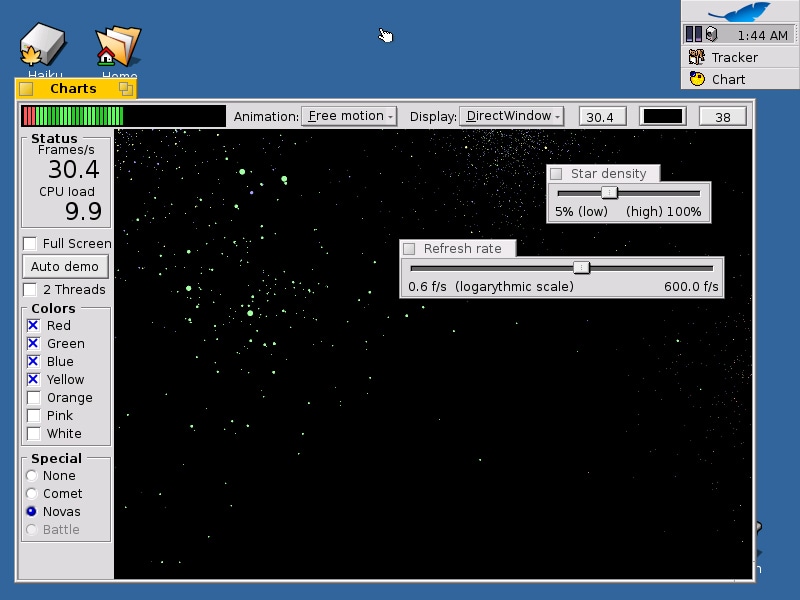 1:44 AM
Tracker
Chart
Haiku
Home
Charts
Animation: Free motion Display: DirectWindow 30.4 38
Status
Frames/s
30.4
CPU load
9.9
Full Screen
Auto demo
2 Threads
Colors
Red
Green
Blue
Yellow
Orange
Pink
White
Special
None
Comet
Novas
Battle
Star density
5% (low) (high) 100%
Refresh rate
0.6 f/s (logarythmic scale) 600.0 f/s